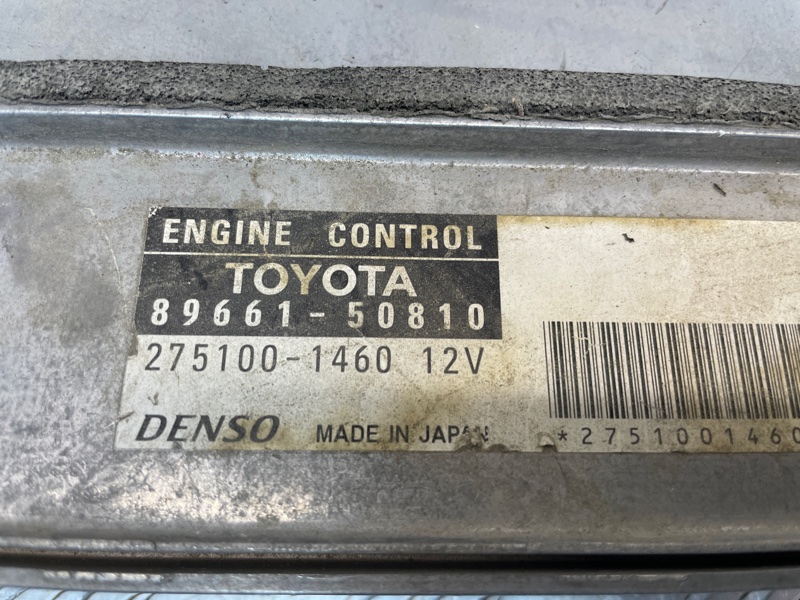 ENGINE CONTROL
TOYOTA
89661-50810
275100-1460 12V
DENSO MADE IN JAPAN
*2751001460